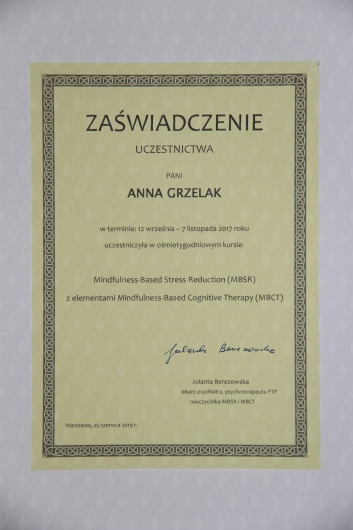 ZAŚWIADCZENIE
UCZESTNICTWA
PANI
ANNA GRZELAK
w terminie: 12 września – 7 listopada 2017 roku
uczestniczyła w ośmiotygodniowym kursie:
Mindfulness-Based Stress Reduction (MBSR)
z elementami Mindfulness-Based Cognitive Therapy (MBCT)
Jolanta Berezowska
Jolanta Berezowska
lekarz psychiatra, psychoterapeuta PTP
nauczycielka MBSR i MBCT
Warszawa, 25 czerwca 2019 r.